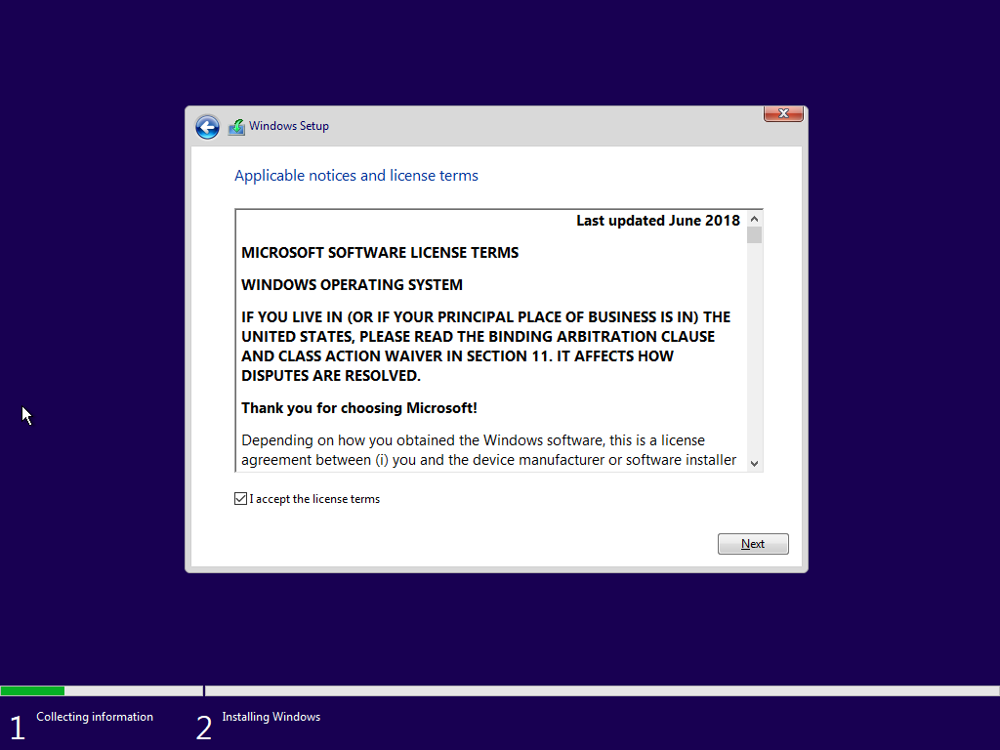 Windows Setup
Applicable notices and license terms
Last updated June 2018
MICROSOFT SOFTWARE LICENSE TERMS
WINDOWS OPERATING SYSTEM
IF YOU LIVE IN (OR IF YOUR PRINCIPAL PLACE OF BUSINESS IS IN) THE
UNITED STATES, PLEASE READ THE BINDING ARBITRATION CLAUSE
AND CLASS ACTION WAIVER IN SECTION 11. IT AFFECTS HOW
DISPUTES ARE RESOLVED.
Thank you for choosing Microsoft!
Depending on how you obtained the Windows software, this is a license
agreement between (i) you and the device manufacturer or software installer
I accept the license terms
Next
1 Collecting information
2 Installing Windows